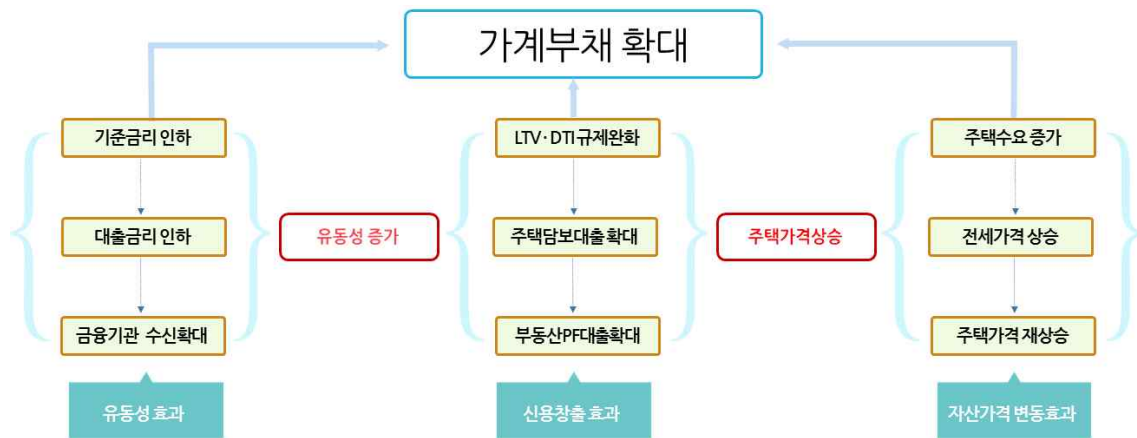 가계부채 확대
기준금리 인하
LTV·DTI 규제완화
주택수요 증가
대출금리 인하
유동성 증가
주택담보대출 확대
주택가격상승
전세가격 상승
금융기관 수신확대
부동산PF대출확대
주택가격 재상승
유동성 효과
신용창출 효과
자산가격 변동효과